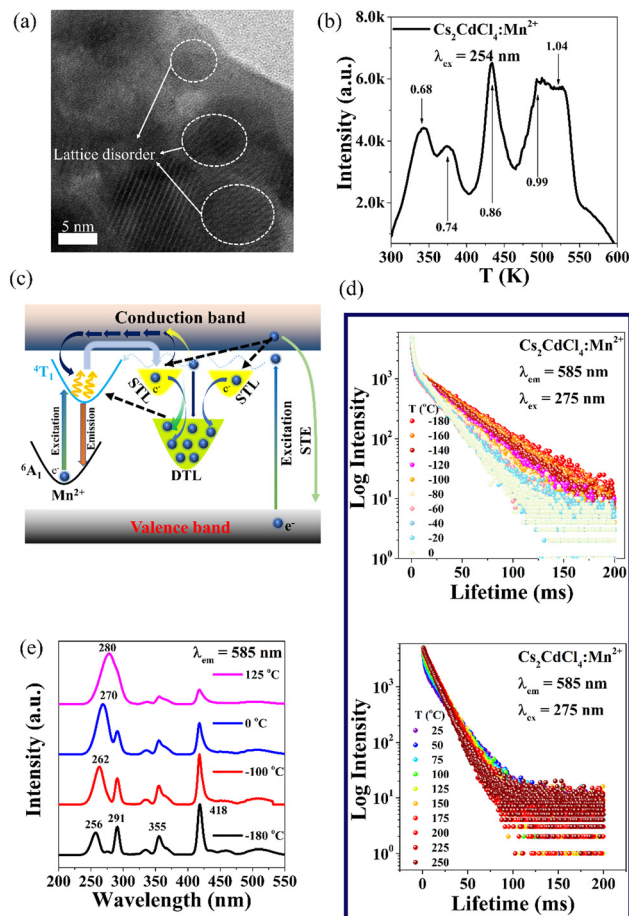 (a)
Lattice disorder
5 nm
(b)
Cs₂CdCl₄:Mn²⁺
λex = 254 nm
Intensity (a.u.)
8.0k
6.0k
4.0k
2.0k
0.68
0.74
0.86
0.99
1.04
300 350 400 450 500 550 600
T (K)
(c)
Conduction band
⁴T₁
STL
e⁻
STL
e⁻
DTL
Excitation
Emission
⁶A₁
e⁻
Mn²⁺
Excitation
STE
Valence band
e⁻
(d)
Cs₂CdCl₄:Mn²⁺
λem = 585 nm
λex = 275 nm
T (°C)
-180
-160
-140
-120
-100
-80
-60
-40
-20
0
Log Intensity
10³
10²
10¹
10⁰
0 50 100 150 200
Lifetime (ms)
Cs₂CdCl₄:Mn²⁺
λem = 585 nm
λex = 275 nm
T (°C)
25
50
75
100
125
150
175
200
225
250
Log Intensity
10³
10²
10¹
10⁰
0 50 100 150 200
Lifetime (ms)
(e)
λem = 585 nm
280
125 °C
270
0 °C
262
-100 °C
418
256
291
355
-180 °C
Intensity (a.u.)
200 250 300 350 400 450 500 550
Wavelength (nm)